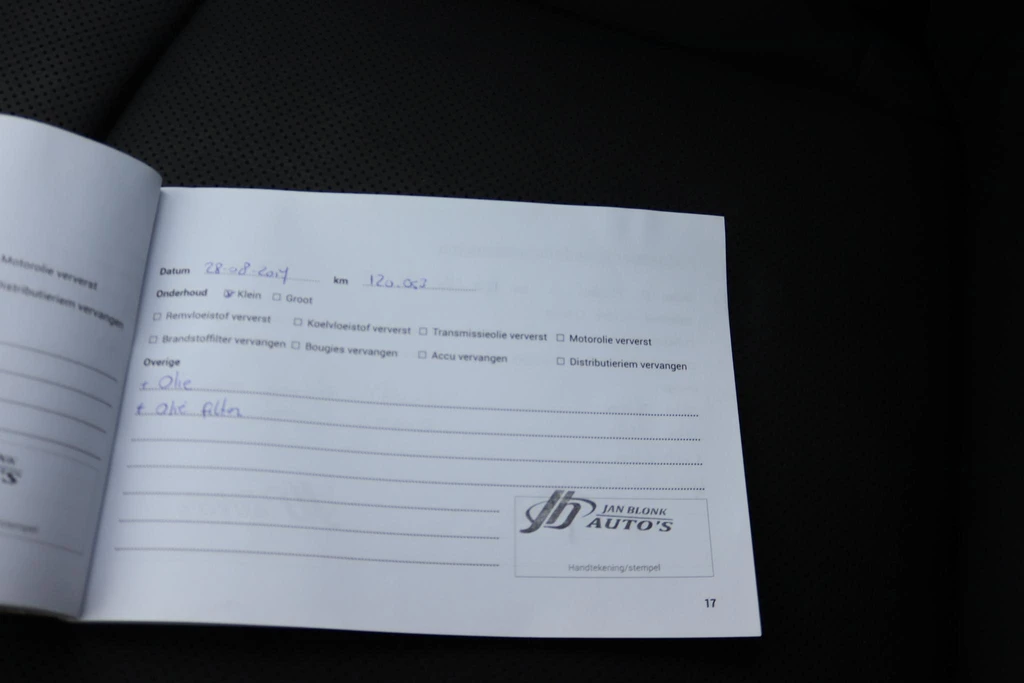 Motorolie ververst
Distributieriem vervangen
Datum 28-08-2017 km 120.053
Onderhoud Klein Groot
Remvloeistof ververst Koelvloeistof ververst Transmissieolie ververst Motorolie ververst
Brandstoffilter vervangen Bougies vervangen Accu vervangen Distributieriem vervangen
Overige
+ Olie
+ Olie filter
JAN BLONK
AUTO'S
Handtekening/stempel
17